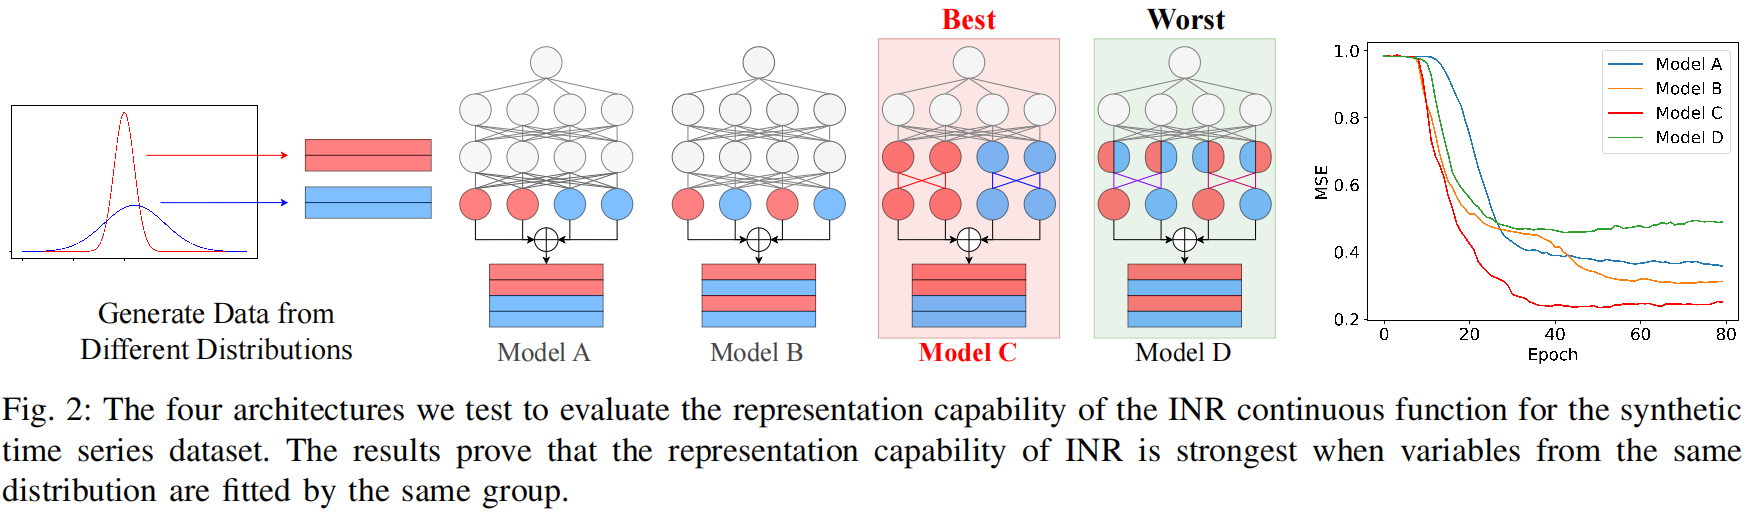 Best
Worst
Generate Data from
Different Distributions
Model A
Model B
Model C
Model D
MSE
1.0
0.8
0.6
0.4
0.2
0
20
40
60
80
Epoch
Model A
Model B
Model C
Model D
Fig. 2: The four architectures we test to evaluate the representation capability of the INR continuous function for the synthetic
time series dataset. The results prove that the representation capability of INR is strongest when variables from the same
distribution are fitted by the same group.